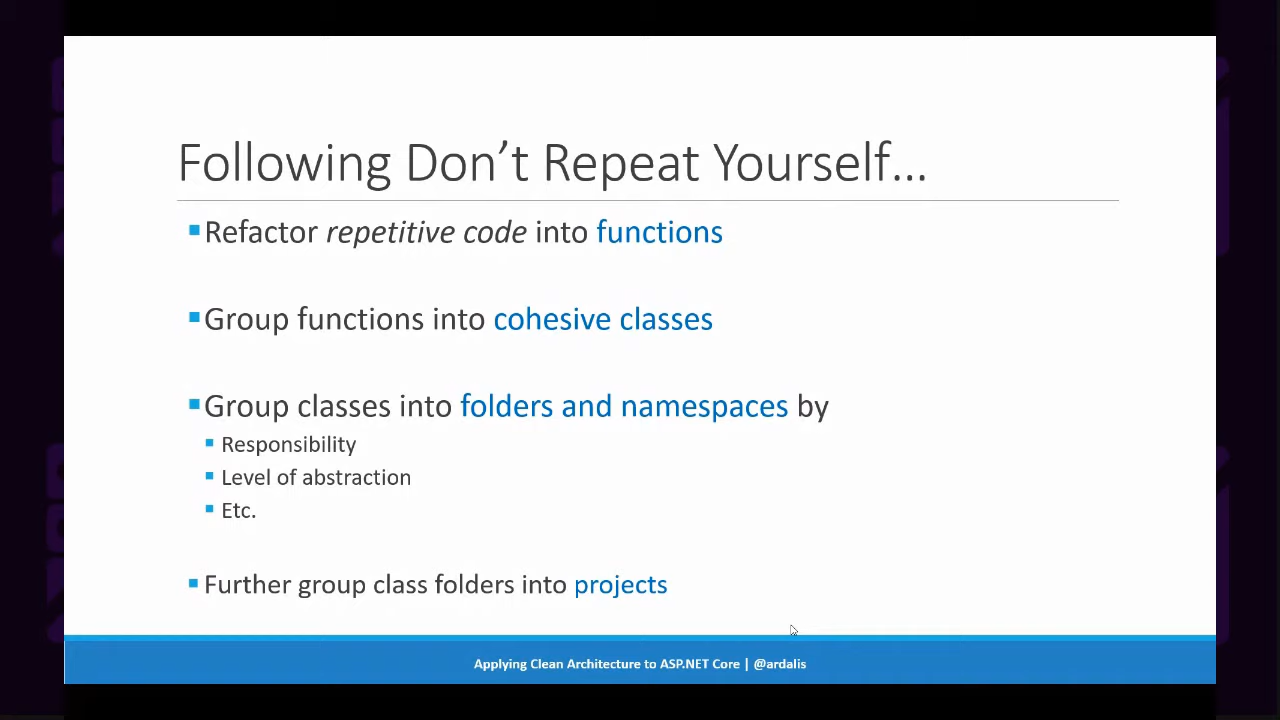 Following Don’t Repeat Yourself…
▪Refactor repetitive code into functions
▪Group functions into cohesive classes
▪Group classes into folders and namespaces by
▪ Responsibility
▪ Level of abstraction
▪ Etc.
▪Further group class folders into projects
Applying Clean Architecture to ASP.NET Core | @ardalis